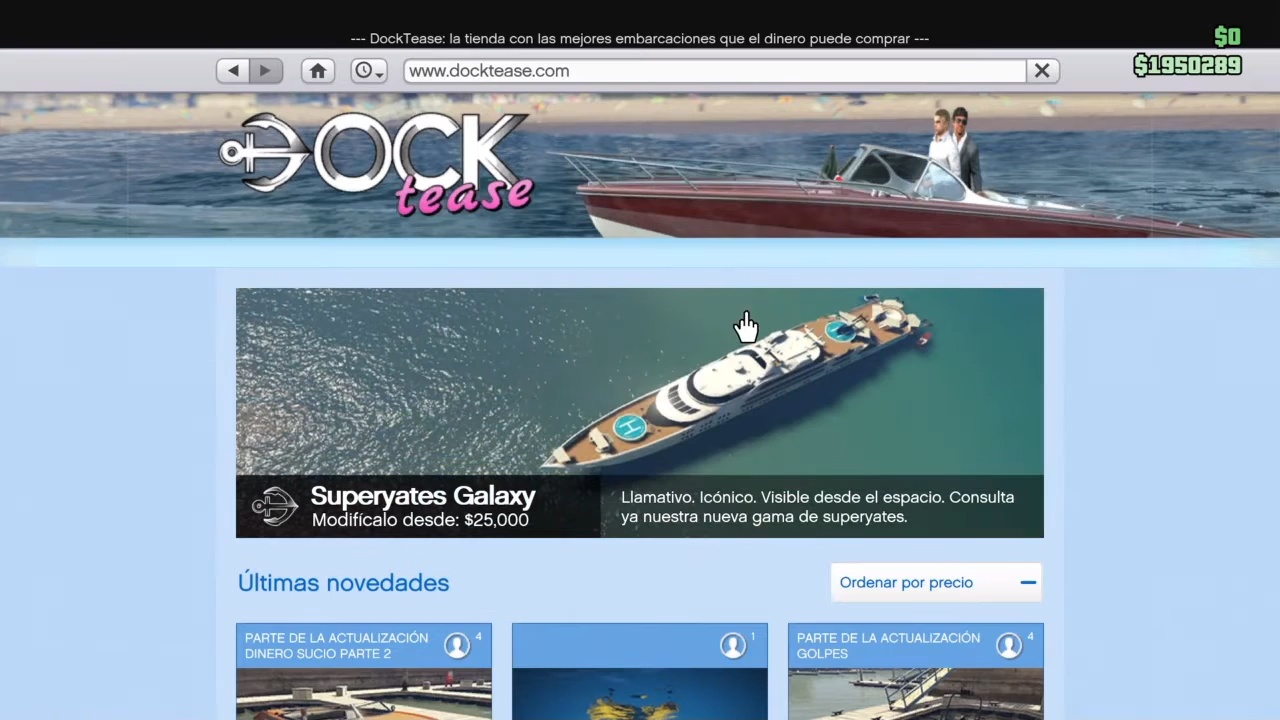 --- DockTease: la tienda con las mejores embarcaciones que el dinero puede comprar ---
$0
$1950289
www.docktease.com
DOCK
tease
Superyates Galaxy
Modifícalo desde: $25,000
Llamativo. Icónico. Visible desde el espacio. Consulta
ya nuestra nueva gama de superyates.
H
Últimas novedades
Ordenar por precio
PARTE DE LA ACTUALIZACIÓN
DINERO SUCIO PARTE 2
4
1
PARTE DE LA ACTUALIZACIÓN
GOLPES
4